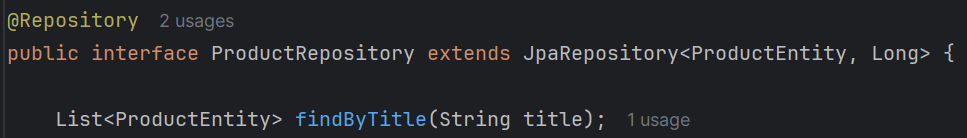 @Repository 2 usages
public interface ProductRepository extends JpaRepository<ProductEntity, Long> {
List<ProductEntity> findByTitle(String title); 1 usage